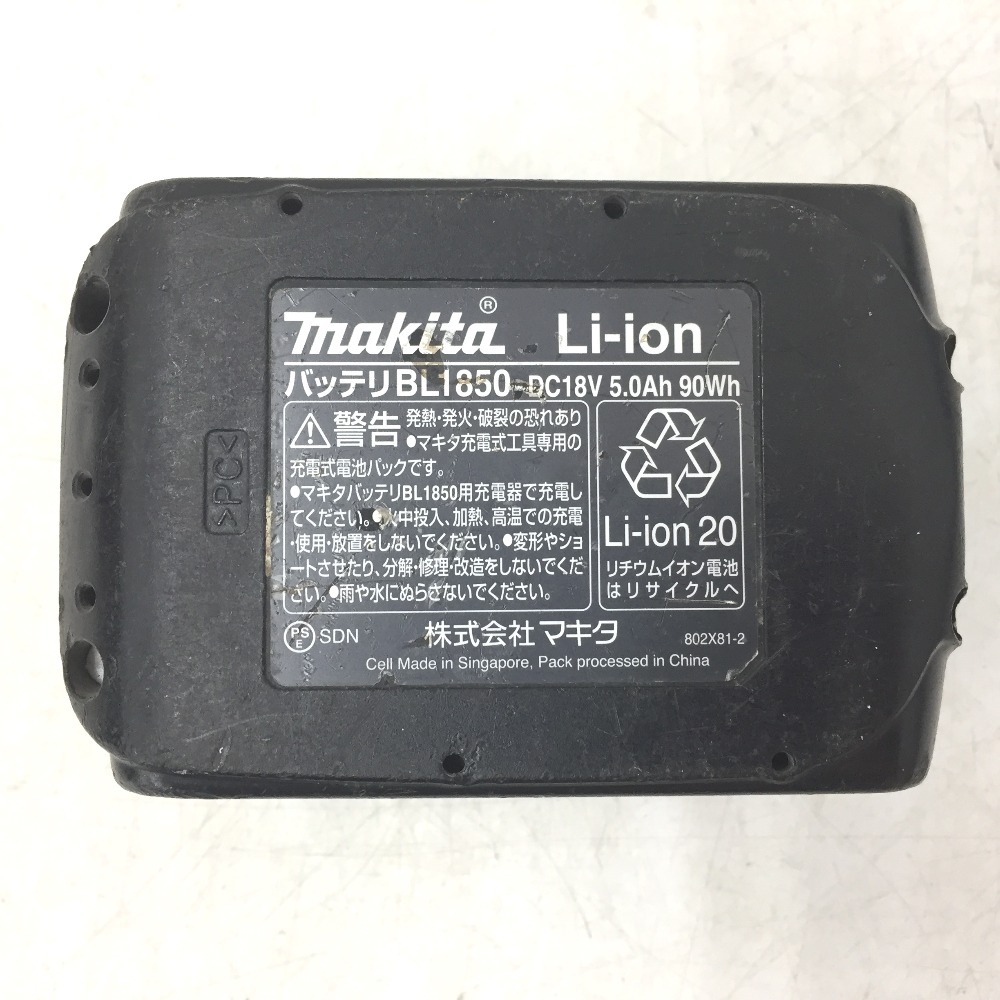 makita®
Li-ion
バッテリBL1850 DC18V 5.0Ah 90Wh
⚠警告 発熱・発火・破裂の恐れあり
●マキタ充電式工具専用の
充電式電池パックです。
●マキタバッテリBL1850用充電器で充電し
てください。●火中投入、加熱、高温での充電
・使用・放置をしないでください。●変形やショ
ートさせたり、分解・修理・改造をしないでくだ
さい。●雨や水にぬらさないでください。
Li-ion 20
リチウムイオン電池
はリサイクルへ
PSE SDN
株式会社マキタ
802X81-2
Cell Made in Singapore, Pack processed in China
>PC<